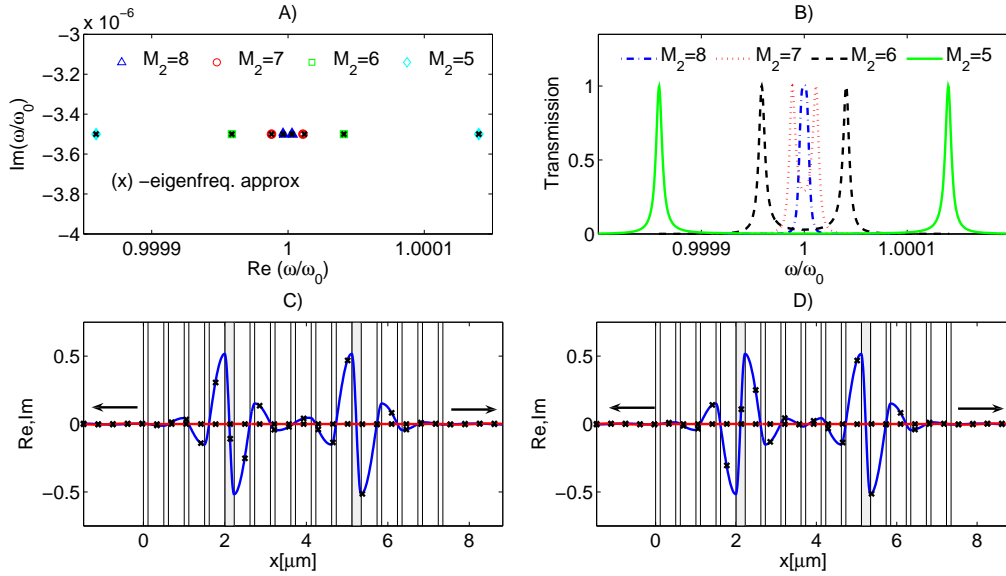 A)
x 10⁻⁶
−3
−3.2
−3.4
−3.6
−3.8
−4
Im(ω/ω₀)
M₂=8
M₂=7
M₂=6
M₂=5
(x) −eigenfreq. approx
0.9999
1
1.0001
Re (ω/ω₀)
B)
M₂=8
M₂=7
M₂=6
M₂=5
1
0.5
0
Transmission
0.9999
1
1.0001
ω/ω₀
C)
0.5
0
−0.5
Re,Im
0
2
4
6
8
x[μm]
D)
0.5
0
−0.5
Re,Im
0
2
4
6
8
x[μm]